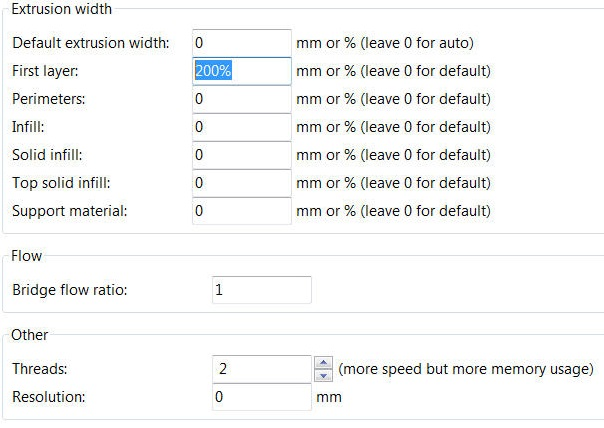 Extrusion width
Default extrusion width: 0 mm or % (leave 0 for auto)
First layer: 200% mm or % (leave 0 for default)
Perimeters: 0 mm or % (leave 0 for default)
Infill: 0 mm or % (leave 0 for default)
Solid infill: 0 mm or % (leave 0 for default)
Top solid infill: 0 mm or % (leave 0 for default)
Support material: 0 mm or % (leave 0 for default)
Flow
Bridge flow ratio: 1
Other
Threads: 2 (more speed but more memory usage)
Resolution: 0 mm